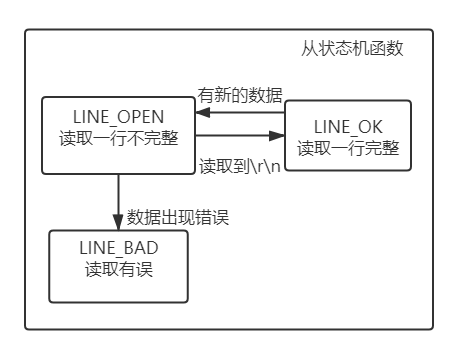 从状态机函数
有新的数据
LINE_OPEN
读取一行不完整
LINE_OK
读取一行完整
读取到\r\n
数据出现错误
LINE_BAD
读取有误